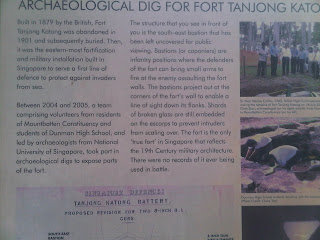 ARCHAEOLOGICAL DIG FOR FORT TANJONG KATO
Built in 1879 by the British, Fort
Tanjong Katong was abandoned in
1901 and subsequently buried. Then,
it was the eastern-most fortification
and military installation built in
Singapore to serve a first line of
defence to protect against invaders
from sea.
Between 2004 and 2005, a team
comprising volunteers from residents
of Mountbatten Constituency and
students of Dunman High School, and
led by archaeologists from National
University of Singapore, took part in
archaeological digs to expose parts
of the fort.
The structure that you see in front of
you is the south-east bastion that has
been left uncovered for public
viewing. Bastions (or caponiers) are
infantry positions where the defenders
of the fort can bring small arms to
fire at the enemy assaulting the fort
walls. The bastions project out at the
corners of the fort's wall to enable a
line of sight down its flanks. Shards
of broken glass are still embedded
on the escarpe to prevent intruders
from scaling over. The fort is the only
'true fort' in Singapore that reflects
the 19th Century military architecture.
There were no records of it ever being
used in battle.
SINGAPORE DEFENCES
TANJONG KATONG BATTERY.
PROPOSED REVISION FOR TWO 8-INCH B.L.
GUNS.
SOUTH-EAST
BASTION